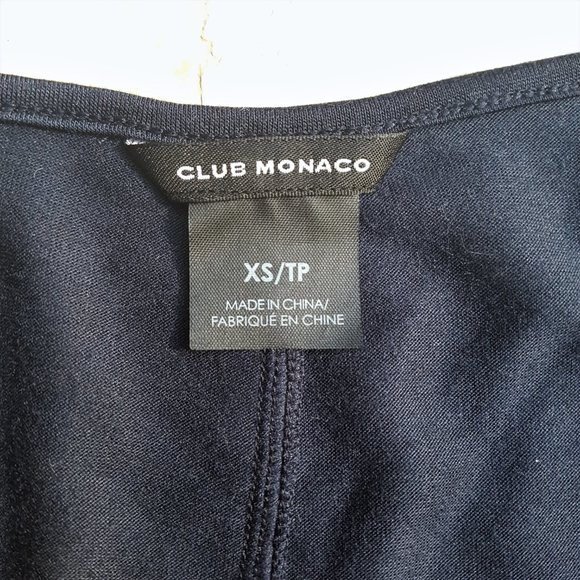 CLUB MONACO
XS/TP
MADE IN CHINA/
FABRIQUÉ EN CHINE